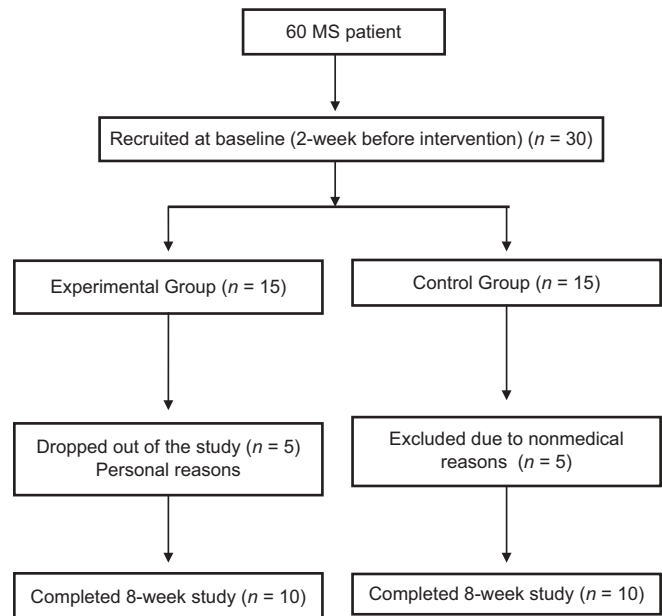 60 MS patient
Recruited at baseline (2-week before intervention) (n = 30)
Experimental Group (n = 15)
Control Group (n = 15)
Dropped out of the study (n = 5)
Personal reasons
Excluded due to nonmedical
reasons (n = 5)
Completed 8-week study (n = 10)
Completed 8-week study (n = 10)